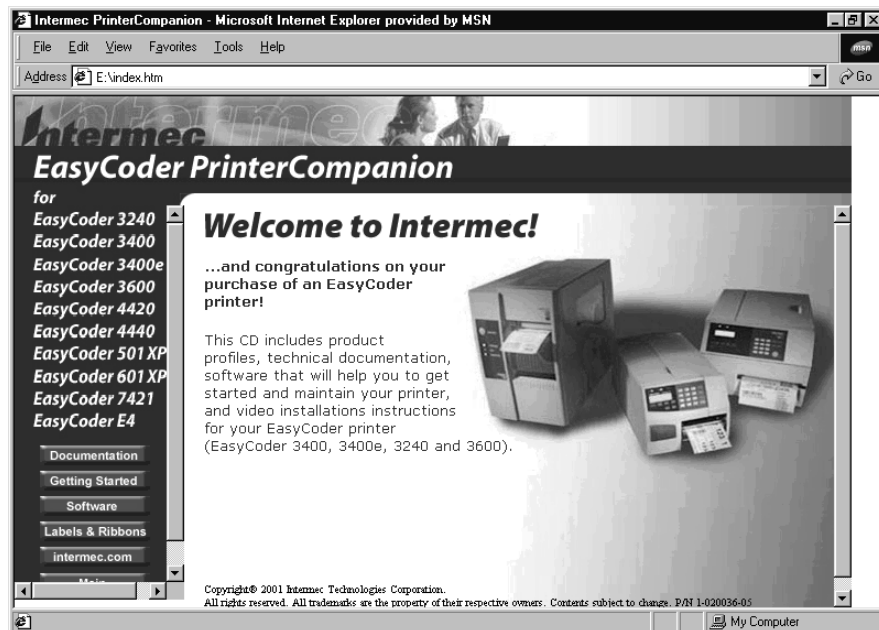 Intermec PrinterCompanion - Microsoft Internet Explorer provided by MSN
File Edit View Favorites Tools Help
msn
Address E:\index.htm Go
Intermec
Intermec
EasyCoder PrinterCompanion
for
EasyCoder 3240
EasyCoder 3400
EasyCoder 3400e
EasyCoder 3600
EasyCoder 4420
EasyCoder 4440
EasyCoder 501 XP
EasyCoder 601 XP
EasyCoder 7421
EasyCoder E4
Documentation
Getting Started
Software
Labels & Ribbons
intermec.com
Main
Welcome to Intermec!
...and congratulations on your
purchase of an EasyCoder
printer!
This CD includes product
profiles, technical documentation,
software that will help you to get
started and maintain your printer,
and video installations instructions
for your EasyCoder printer
(EasyCoder 3400, 3400e, 3240 and 3600).
Copyright© 2001 Intermec Technologies Corporation.
All rights reserved. All trademarks are the property of their respective owners. Contents subject to change. P/N 1-020036-05
My Computer